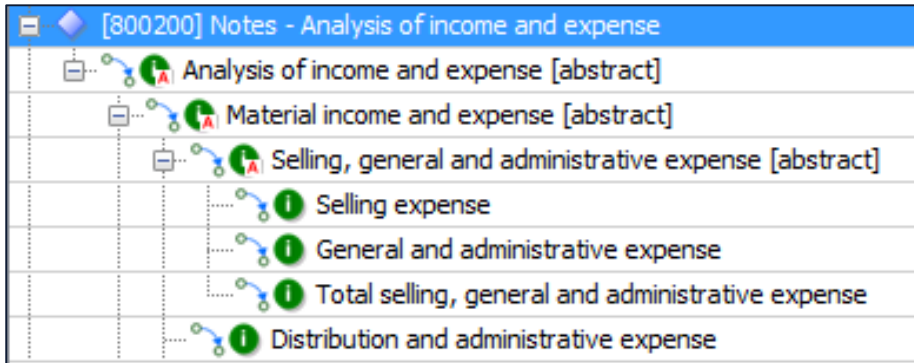 [800200] Notes - Analysis of income and expense
Analysis of income and expense [abstract]
Material income and expense [abstract]
Selling, general and administrative expense [abstract]
Selling expense
General and administrative expense
Total selling, general and administrative expense
Distribution and administrative expense